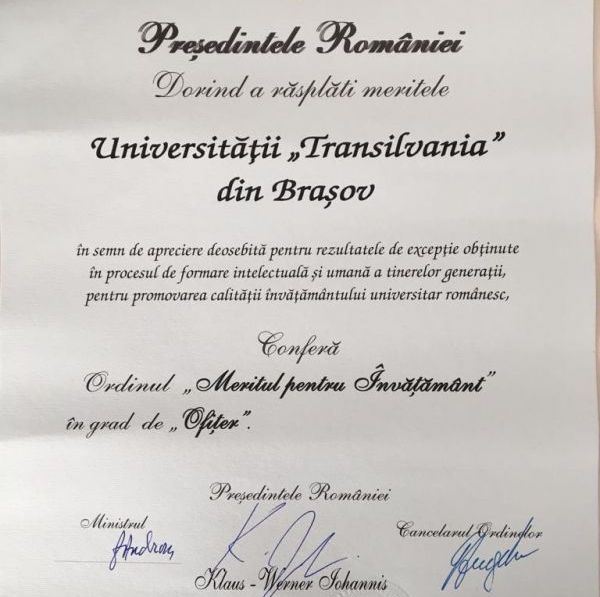 Președintele României
Dorind a răsplăti meritele
Universității „Transilvania”
din Brașov
în semn de apreciere deosebită pentru rezultatele de excepție obținute
în procesul de formare intelectuală și umană a tinerelor generații,
pentru promovarea calității învățământului universitar românesc,
Conferă
Ordinul „Meritul pentru Învățământ”
în grad de „Ofițer”.
Președintele României
Ministrul
Cancelarul Ordinelor
Klaus - Werner Iohannis